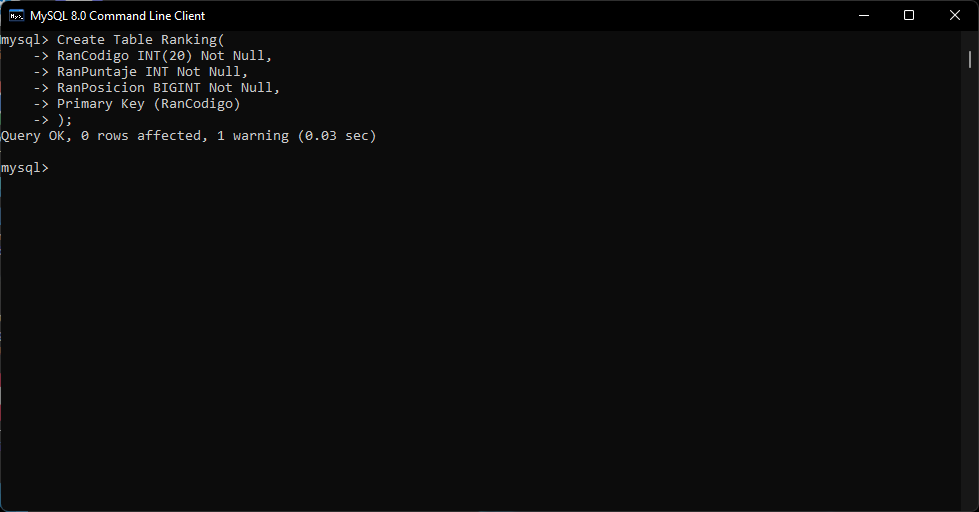 MySQL 8.0 Command Line Client
mysql> Create Table Ranking(
    -> RanCodigo INT(20) Not Null,
    -> RanPuntaje INT Not Null,
    -> RanPosicion BIGINT Not Null,
    -> Primary Key (RanCodigo)
    -> );
Query OK, 0 rows affected, 1 warning (0.03 sec)
mysql>